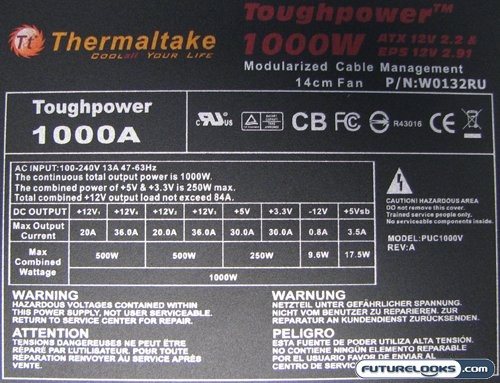 Toughpower™
Tt Thermaltake
COOLall YOUR LIFE
1000W ATX 12V 2.2 & EPS 12V 2.91
Modularized Cable Management
14cm Fan P/N:W0132RU
Toughpower
1000A
US CB FCC R43016 CE
AC INPUT:100-240V 13A 47-63Hz
The continuous total output power is 1000W.
The combined power of +5V & +3.3V is 250W max.
Total combined +12V output load not exceed 84A.
DC OUTPUT +12V₁ +12V₂ +12V₃ +12V₄ +5V +3.3V -12V +5Vsb
Max Output Current 20A 36.0A 20.0A 36.0A 30.0A 30.0A 0.8A 3.5A
Max Combined Wattage 500W 500W 250W 9.6W 17.5W
1000W
CAUTION! HAZARDOUS AREA
DO not remove this cover.
Trained service people only.
No serviceable components inside.
MODEL:PUC1000V
REV:A
WARNING
HAZARDOUS VOLTAGES CONTAINED WITHIN
THIS POWER SUPPLY, NOT USER SERVICEABLE.
RETURN TO SERVICE CENTER FOR REPAIR.
WARNUNG
NETZTEIL UNTER GEFÄHRLICHER SPANNUNG.
NICHT VOM BENUTZER ZU REPARIEREN. ZUR
REPARATUR AN KUNDENDIENST ZURÜCKSENDEN.
ATTENTION
TENSIONS DANGEREUSES NE PEUT ÊTRE
RÉPARÉ PAR L'UTILISATEUR. POUR TOUTE
RÉPARATION RENVOYER AU SERVICE APRÉS
VENTE.
PELIGRO
ESTA FUENTE DE PODER UTILIZA ALTA TENSIÓN.
NO CONTIENE NINGÚN ELEMENTO REPARABLE
POR EL USUARIO. FAVOR DE ENVIAR AL
CENTRO DE SERVICIO
FUTURELOOKS.COM